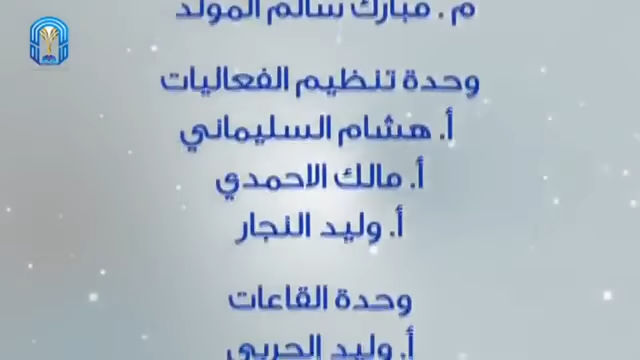 م . مبارك سالم المولد
وحدة تنظيم الفعاليات
أ. هشام السليماني
أ. مالك الاحمدي
أ. وليد النجار
وحدة القاعات
أ. وليد الحربي